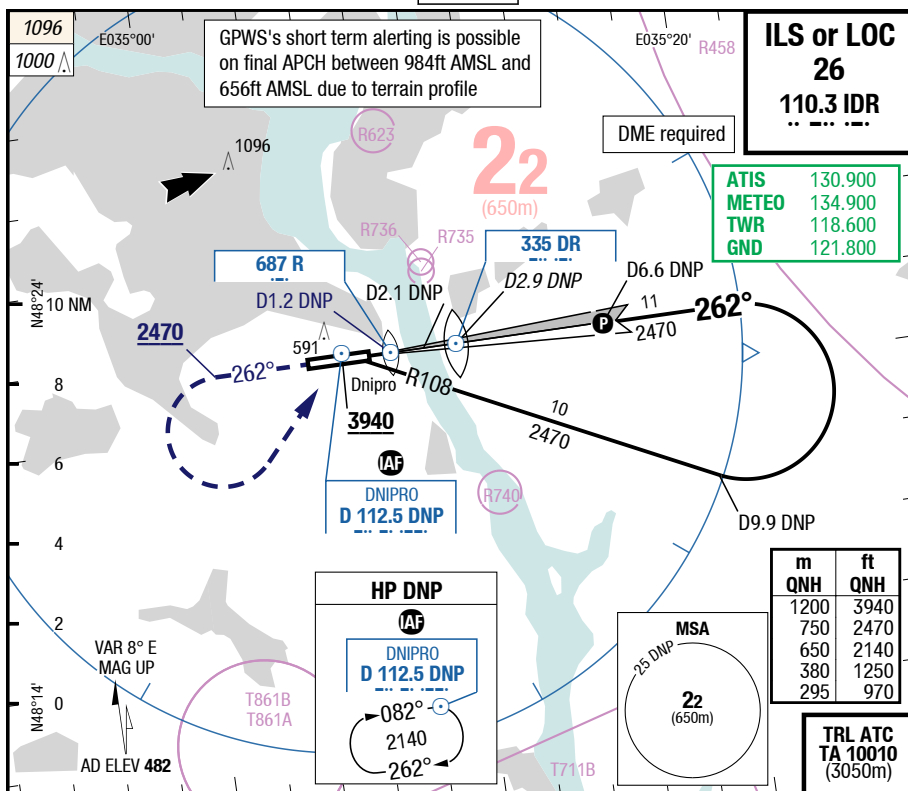 1096
1000
E035°00'
GPWS's short term alerting is possible
on final APCH between 984ft AMSL and
656ft AMSL due to terrain profile
E035°20'
R458
ILS or LOC
26
110.3 IDR
DME required
R623
1096
22
(650m)
ATIS 130.900
METEO 134.900
TWR 118.600
GND 121.800
R736
R735
687 R
335 DR
D1.2 DNP
D2.1 DNP
D2.9 DNP
D6.6 DNP
N48°24'
10 NM
P
11
2470
262°
2470
262°
591
Dnipro
R108
8
3940
10
2470
IAF
6
DNIPRO
D 112.5 DNP
R740
D9.9 DNP
4
2
0
N48°14'
HP DNP
IAF
DNIPRO
D 112.5 DNP
082°
2140
262°
VAR 8° E
MAG UP
AD ELEV 482
T861B
T861A
T711B
MSA
25 DNP
22
(650m)
m ft
QNH QNH
1200 3940
750 2470
650 2140
380 1250
295 970
TRL ATC
TA 10010
(3050m)